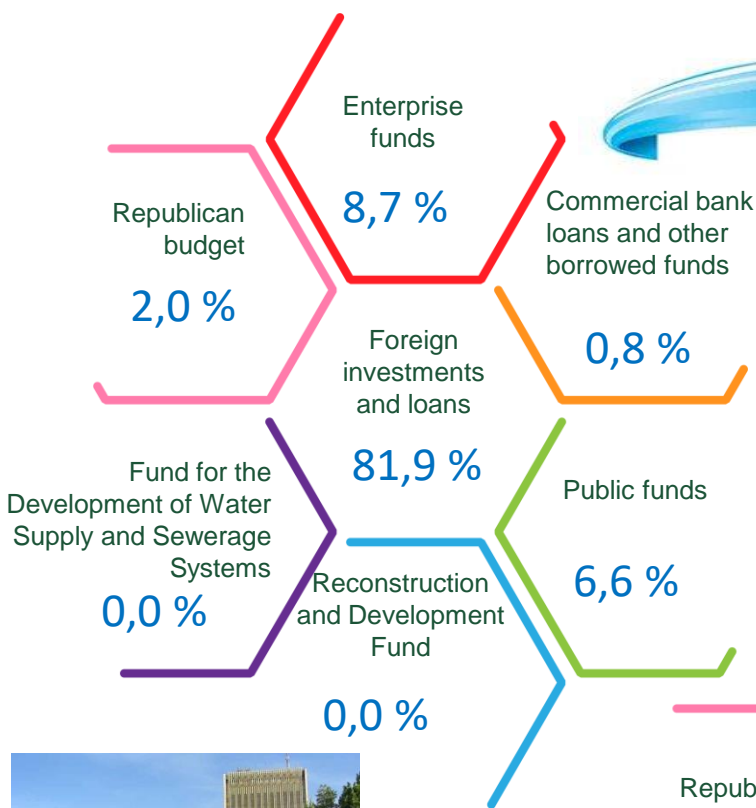 Enterprise
funds
8,7 %
Republican
budget
2,0 %
Commercial bank
loans and other
borrowed funds
0,8 %
Foreign
investments
and loans
81,9 %
Fund for the
Development of Water
Supply and Sewerage
Systems
0,0 %
Public funds
6,6 %
Reconstruction
and Development
Fund
0,0 %
Repub